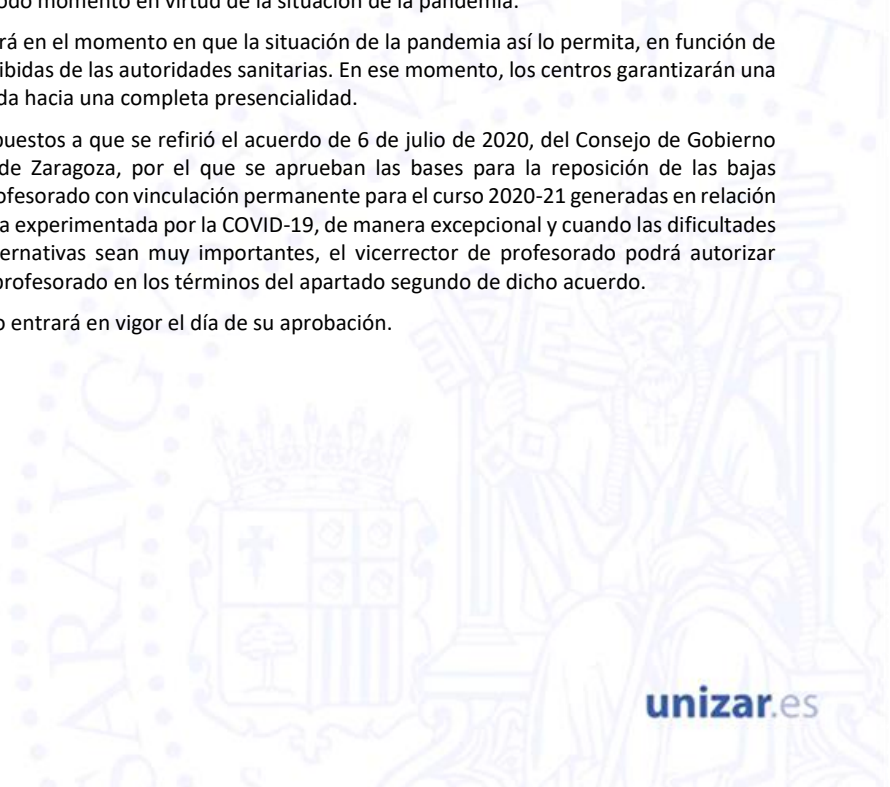 odo momento en virtud de la situación de la pandemia.
rá en el momento en que la situación de la pandemia así lo permita, en función de
ibidas de las autoridades sanitarias. En ese momento, los centros garantizarán una
da hacia una completa presencialidad.
puestos a que se refirió el acuerdo de 6 de julio de 2020, del Consejo de Gobierno
de Zaragoza, por el que se aprueban las bases para la reposición de las bajas
ofesorado con vinculación permanente para el curso 2020-21 generadas en relación
a experimentada por la COVID-19, de manera excepcional y cuando las dificultades
ernativas sean muy importantes, el vicerrector de profesorado podrá autorizar
profesorado en los términos del apartado segundo de dicho acuerdo.
o entrará en vigor el día de su aprobación.
unizar.es